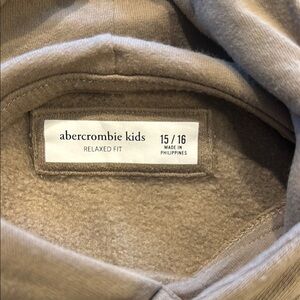 abercrombie kids
RELAXED FIT
15 / 16
MADE IN
PHILIPPINES